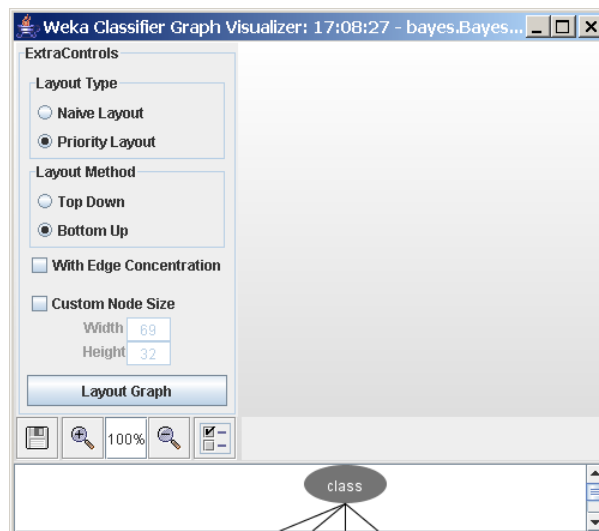 Weka Classifier Graph Visualizer: 17:08:27 - bayes.Bayes...
ExtraControls
Layout Type
Naive Layout
Priority Layout
Layout Method
Top Down
Bottom Up
With Edge Concentration
Custom Node Size
Width 69
Height 32
Layout Graph
100%
class